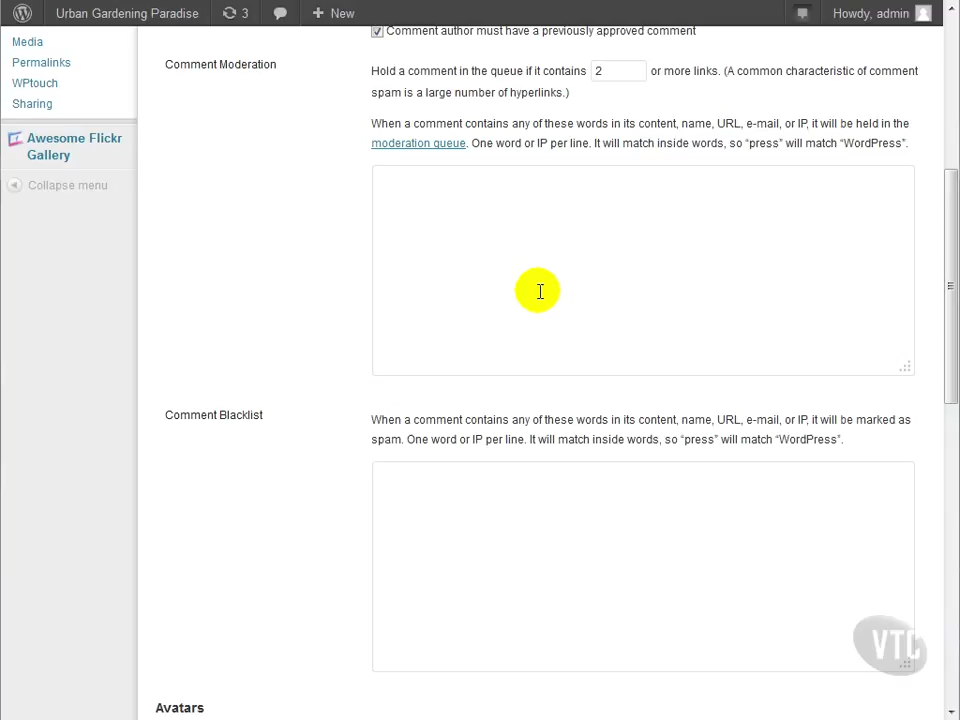 Urban Gardening Paradise 3 New Howdy, admin
Media
Permalinks
WPtouch
Sharing
Awesome Flickr
Gallery
Collapse menu
Comment author must have a previously approved comment
Comment Moderation
Hold a comment in the queue if it contains 2 or more links. (A common characteristic of comment
spam is a large number of hyperlinks.)
When a comment contains any of these words in its content, name, URL, e-mail, or IP, it will be held in the
moderation queue. One word or IP per line. It will match inside words, so “press” will match “WordPress”.
Comment Blacklist
When a comment contains any of these words in its content, name, URL, e-mail, or IP, it will be marked as
spam. One word or IP per line. It will match inside words, so “press” will match “WordPress”.
VTC
Avatars